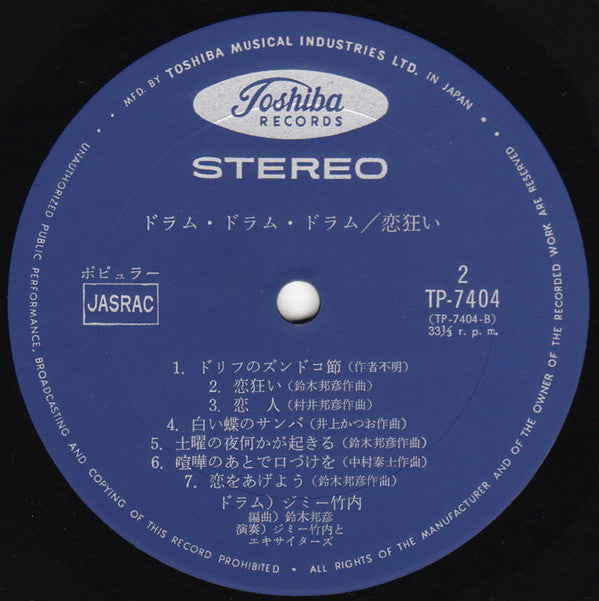 MFD. BY TOSHIBA MUSICAL INDUSTRIES LTD. IN JAPAN
Toshiba
RECORDS
STEREO
ドラム・ドラム・ドラム／恋狂い
ポピュラー
JASRAC
2
TP-7404
(TP-7404-B)
33⅓ r. p. m.
1. ドリフのズンドコ節(作者不明)
2. 恋狂い(鈴木邦彦作曲)
3. 恋 人(村井邦彦作曲)
4. 白い蝶のサンバ(井上かつお作曲)
5. 土曜の夜何かが起きる(鈴木邦彦作曲)
6. 喧嘩のあとで口づけを(中村泰士作曲)
7. 恋をあげよう(鈴木邦彦作曲)
ドラム) ジミー竹内
編曲) 鈴木邦彦
演奏) ジミー竹内と
エキサイターズ
UNAUTHORIZED PUBLIC PERFORMANCE, BROADCASTING AND COPYING OF THIS RECORD PROHIBITED • ALL RIGHTS OF THE MANUFACTURER AND OF THE OWNER OF THE RECORDED WORK ARE RESERVED